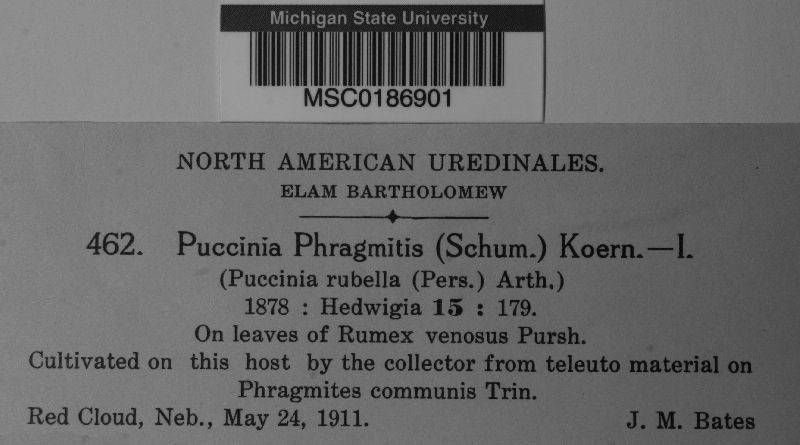 Michigan State University
MSC0186901
NORTH AMERICAN UREDINALES.
ELAM BARTHOLOMEW
462. Puccinia Phragmitis (Schum.) Koern.—I.
(Puccinia rubella (Pers.) Arth.)
1878 : Hedwigia 15 : 179.
On leaves of Rumex venosus Pursh.
Cultivated on this host by the collector from teleuto material on
Phragmites communis Trin.
Red Cloud, Neb., May 24, 1911. J. M. Bates